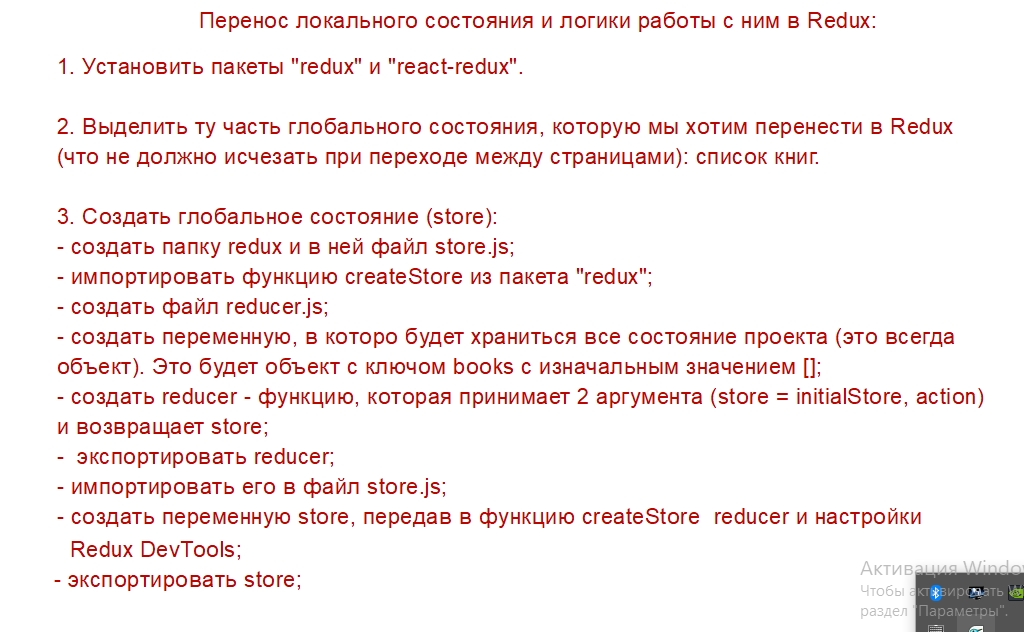 Перенос локального состояния и логики работы с ним в Redux:
1. Установить пакеты "redux" и "react-redux".
2. Выделить ту часть глобального состояния, которую мы хотим перенести в Redux
(что не должно исчезать при переходе между страницами): список книг.
3. Создать глобальное состояние (store):
- создать папку redux и в ней файл store.js;
- импортировать функцию createStore из пакета "redux";
- создать файл reducer.js;
- создать переменную, в которо будет храниться все состояние проекта (это всегда
объект). Это будет объект с ключом books с изначальным значением [];
- создать reducer - функцию, которая принимает 2 аргумента (store = initialStore, action)
и возвращает store;
-  экспортировать reducer;
- импортировать его в файл store.js;
- создать переменную store, передав в функцию createStore  reducer и настройки
Redux DevTools;
- экспортировать store;
Активация Windo
Чтобы активировать W
раздел "Параметры".